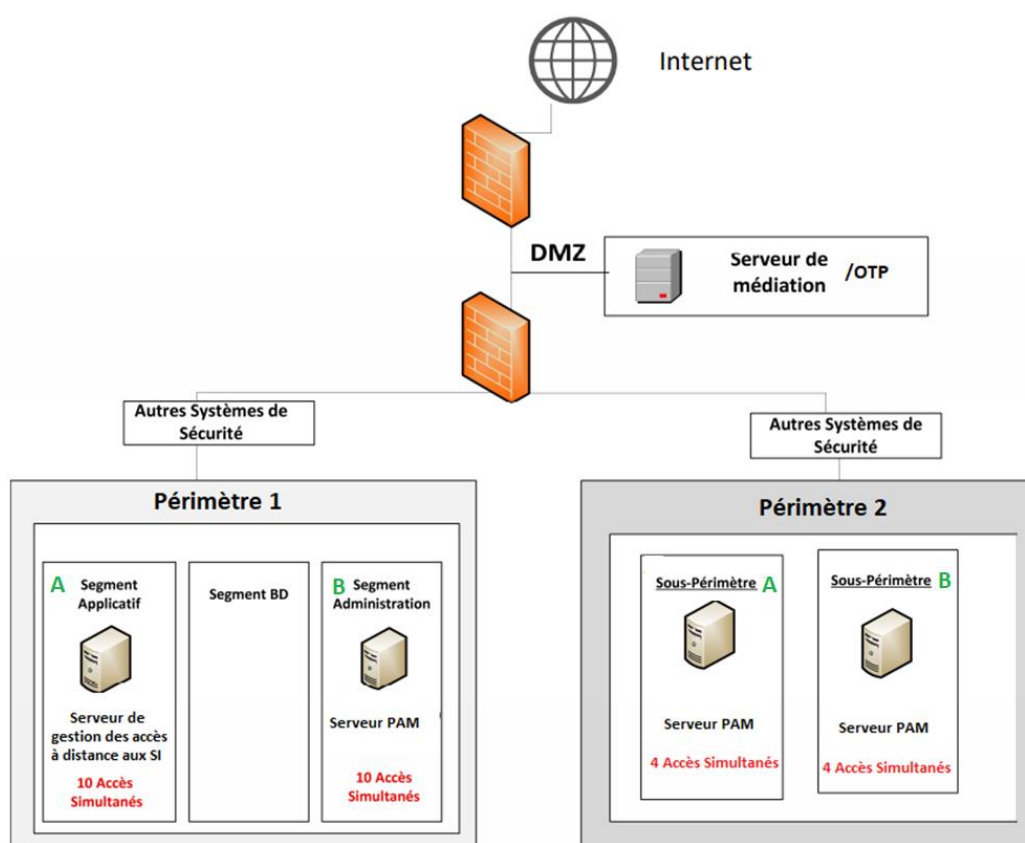 Internet
DMZ
Serveur de
médiation
/OTP
Autres Systèmes de
Sécurité
Autres Systèmes de
Sécurité
Périmètre 1
A
Segment
Applicatif
Serveur de
gestion des accès
à distance aux SI
10 Accès
Simultanés
Segment BD
B
Segment
Administration
Serveur PAM
10 Accès
Simultanés
Périmètre 2
Sous-Périmètre A
Serveur PAM
4 Accès Simultanés
Sous-Périmètre B
Serveur PAM
4 Accès Simultanés